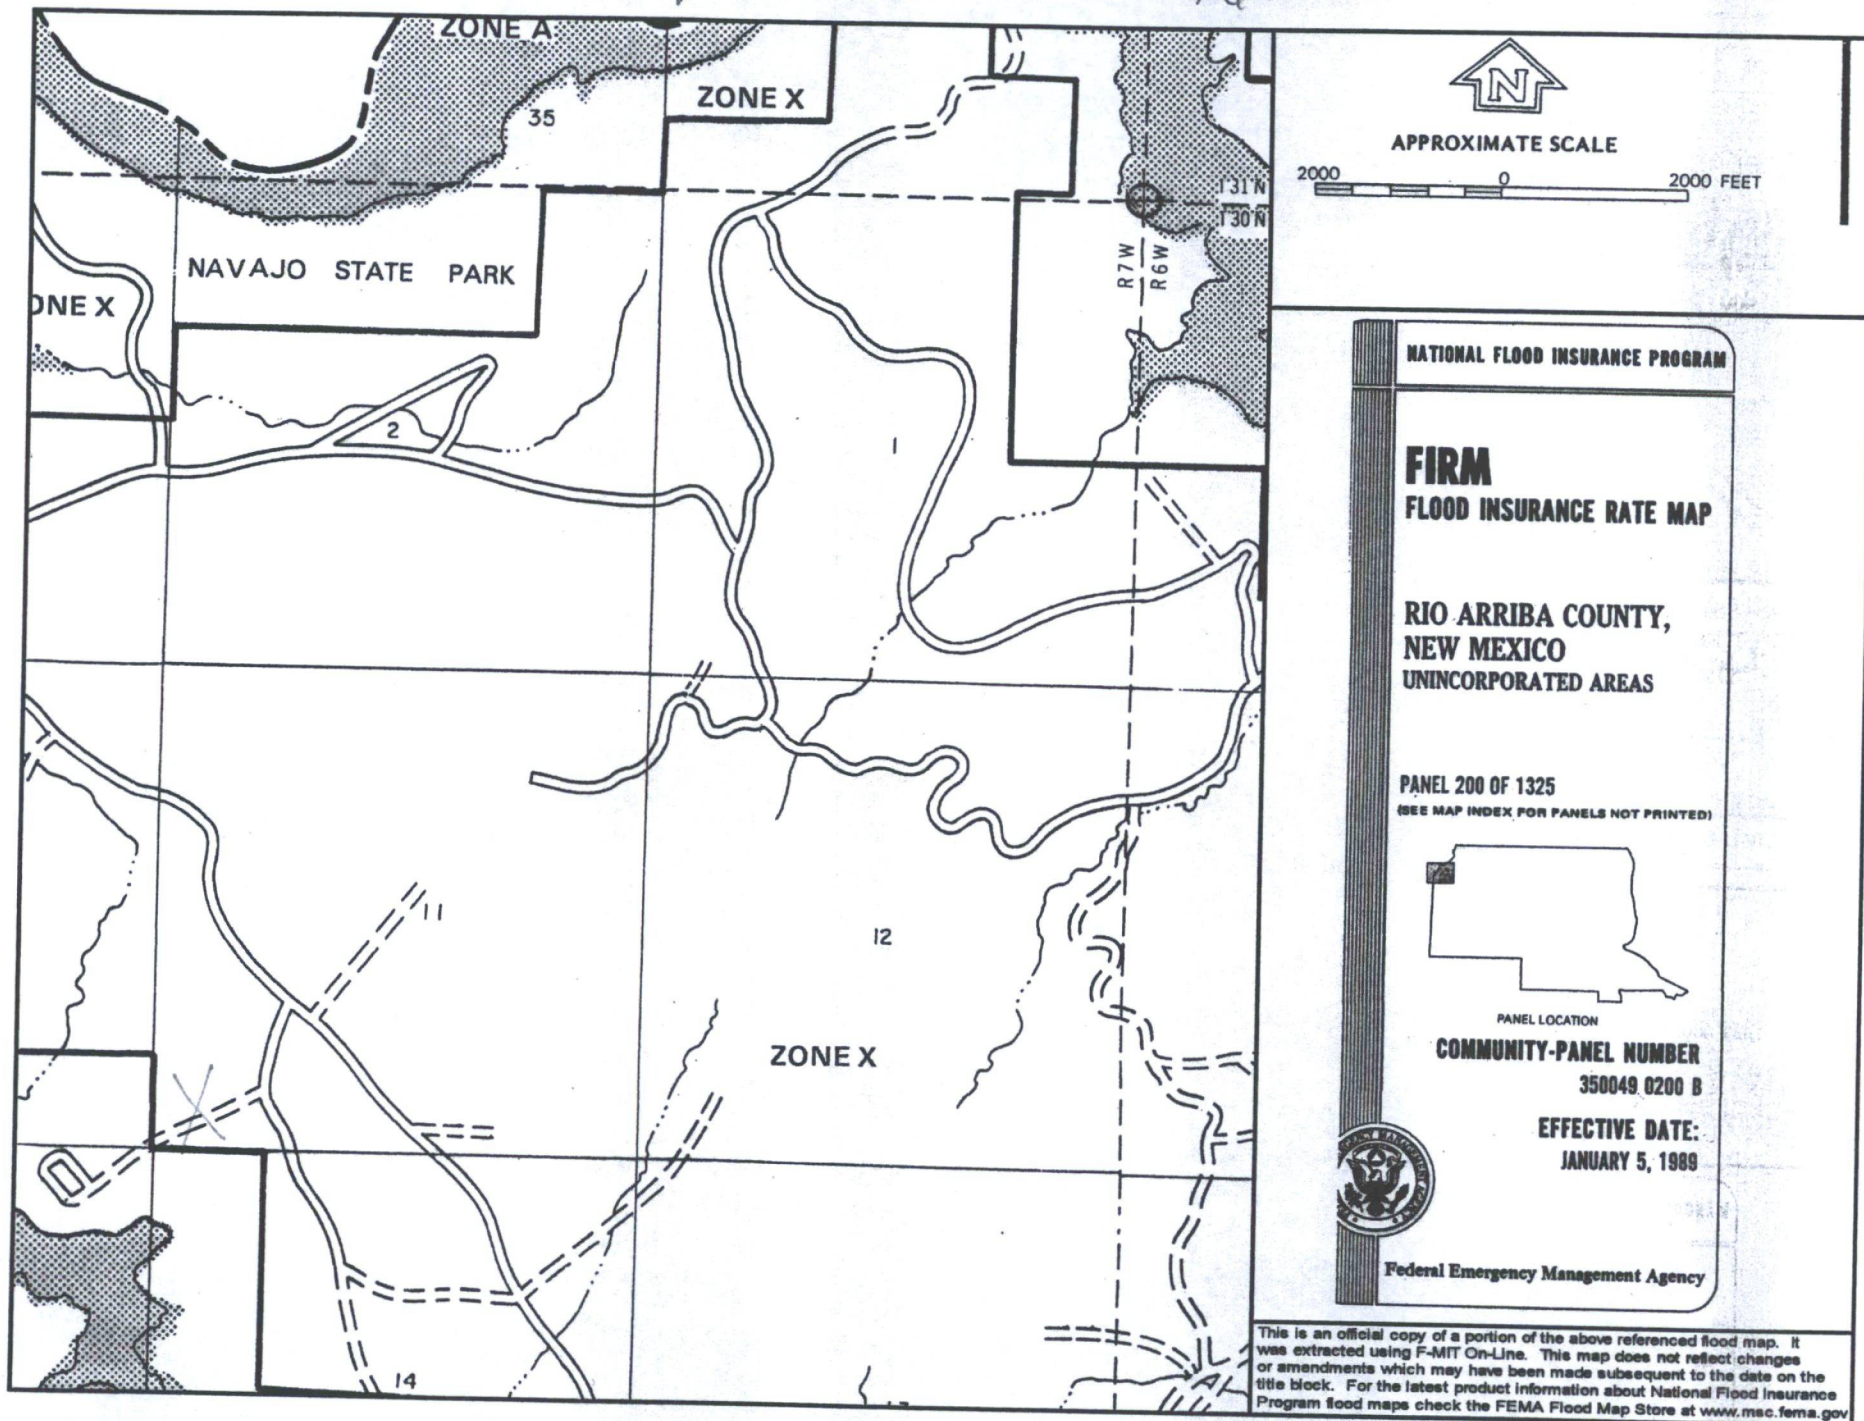 ZONE A
ZONE X
35
T31N
T30N
NAVAJO STATE PARK
R7W
R6W
ZONE X
2
1
11
12
ZONE X
14
N
APPROXIMATE SCALE
2000 0 2000 FEET
NATIONAL FLOOD INSURANCE PROGRAM
FIRM
FLOOD INSURANCE RATE MAP
RIO ARRIBA COUNTY,
NEW MEXICO
UNINCORPORATED AREAS
PANEL 200 OF 1325
(SEE MAP INDEX FOR PANELS NOT PRINTED)
PANEL LOCATION
COMMUNITY-PANEL NUMBER
350049 0200 B
EFFECTIVE DATE:
JANUARY 5, 1989
Federal Emergency Management Agency
This is an official copy of a portion of the above referenced flood map. It
was extracted using F-MIT On-Line. This map does not reflect changes
or amendments which may have been made subsequent to the date on the
title block. For the latest product information about National Flood Insurance
Program flood maps check the FEMA Flood Map Store at www.msc.fema.gov